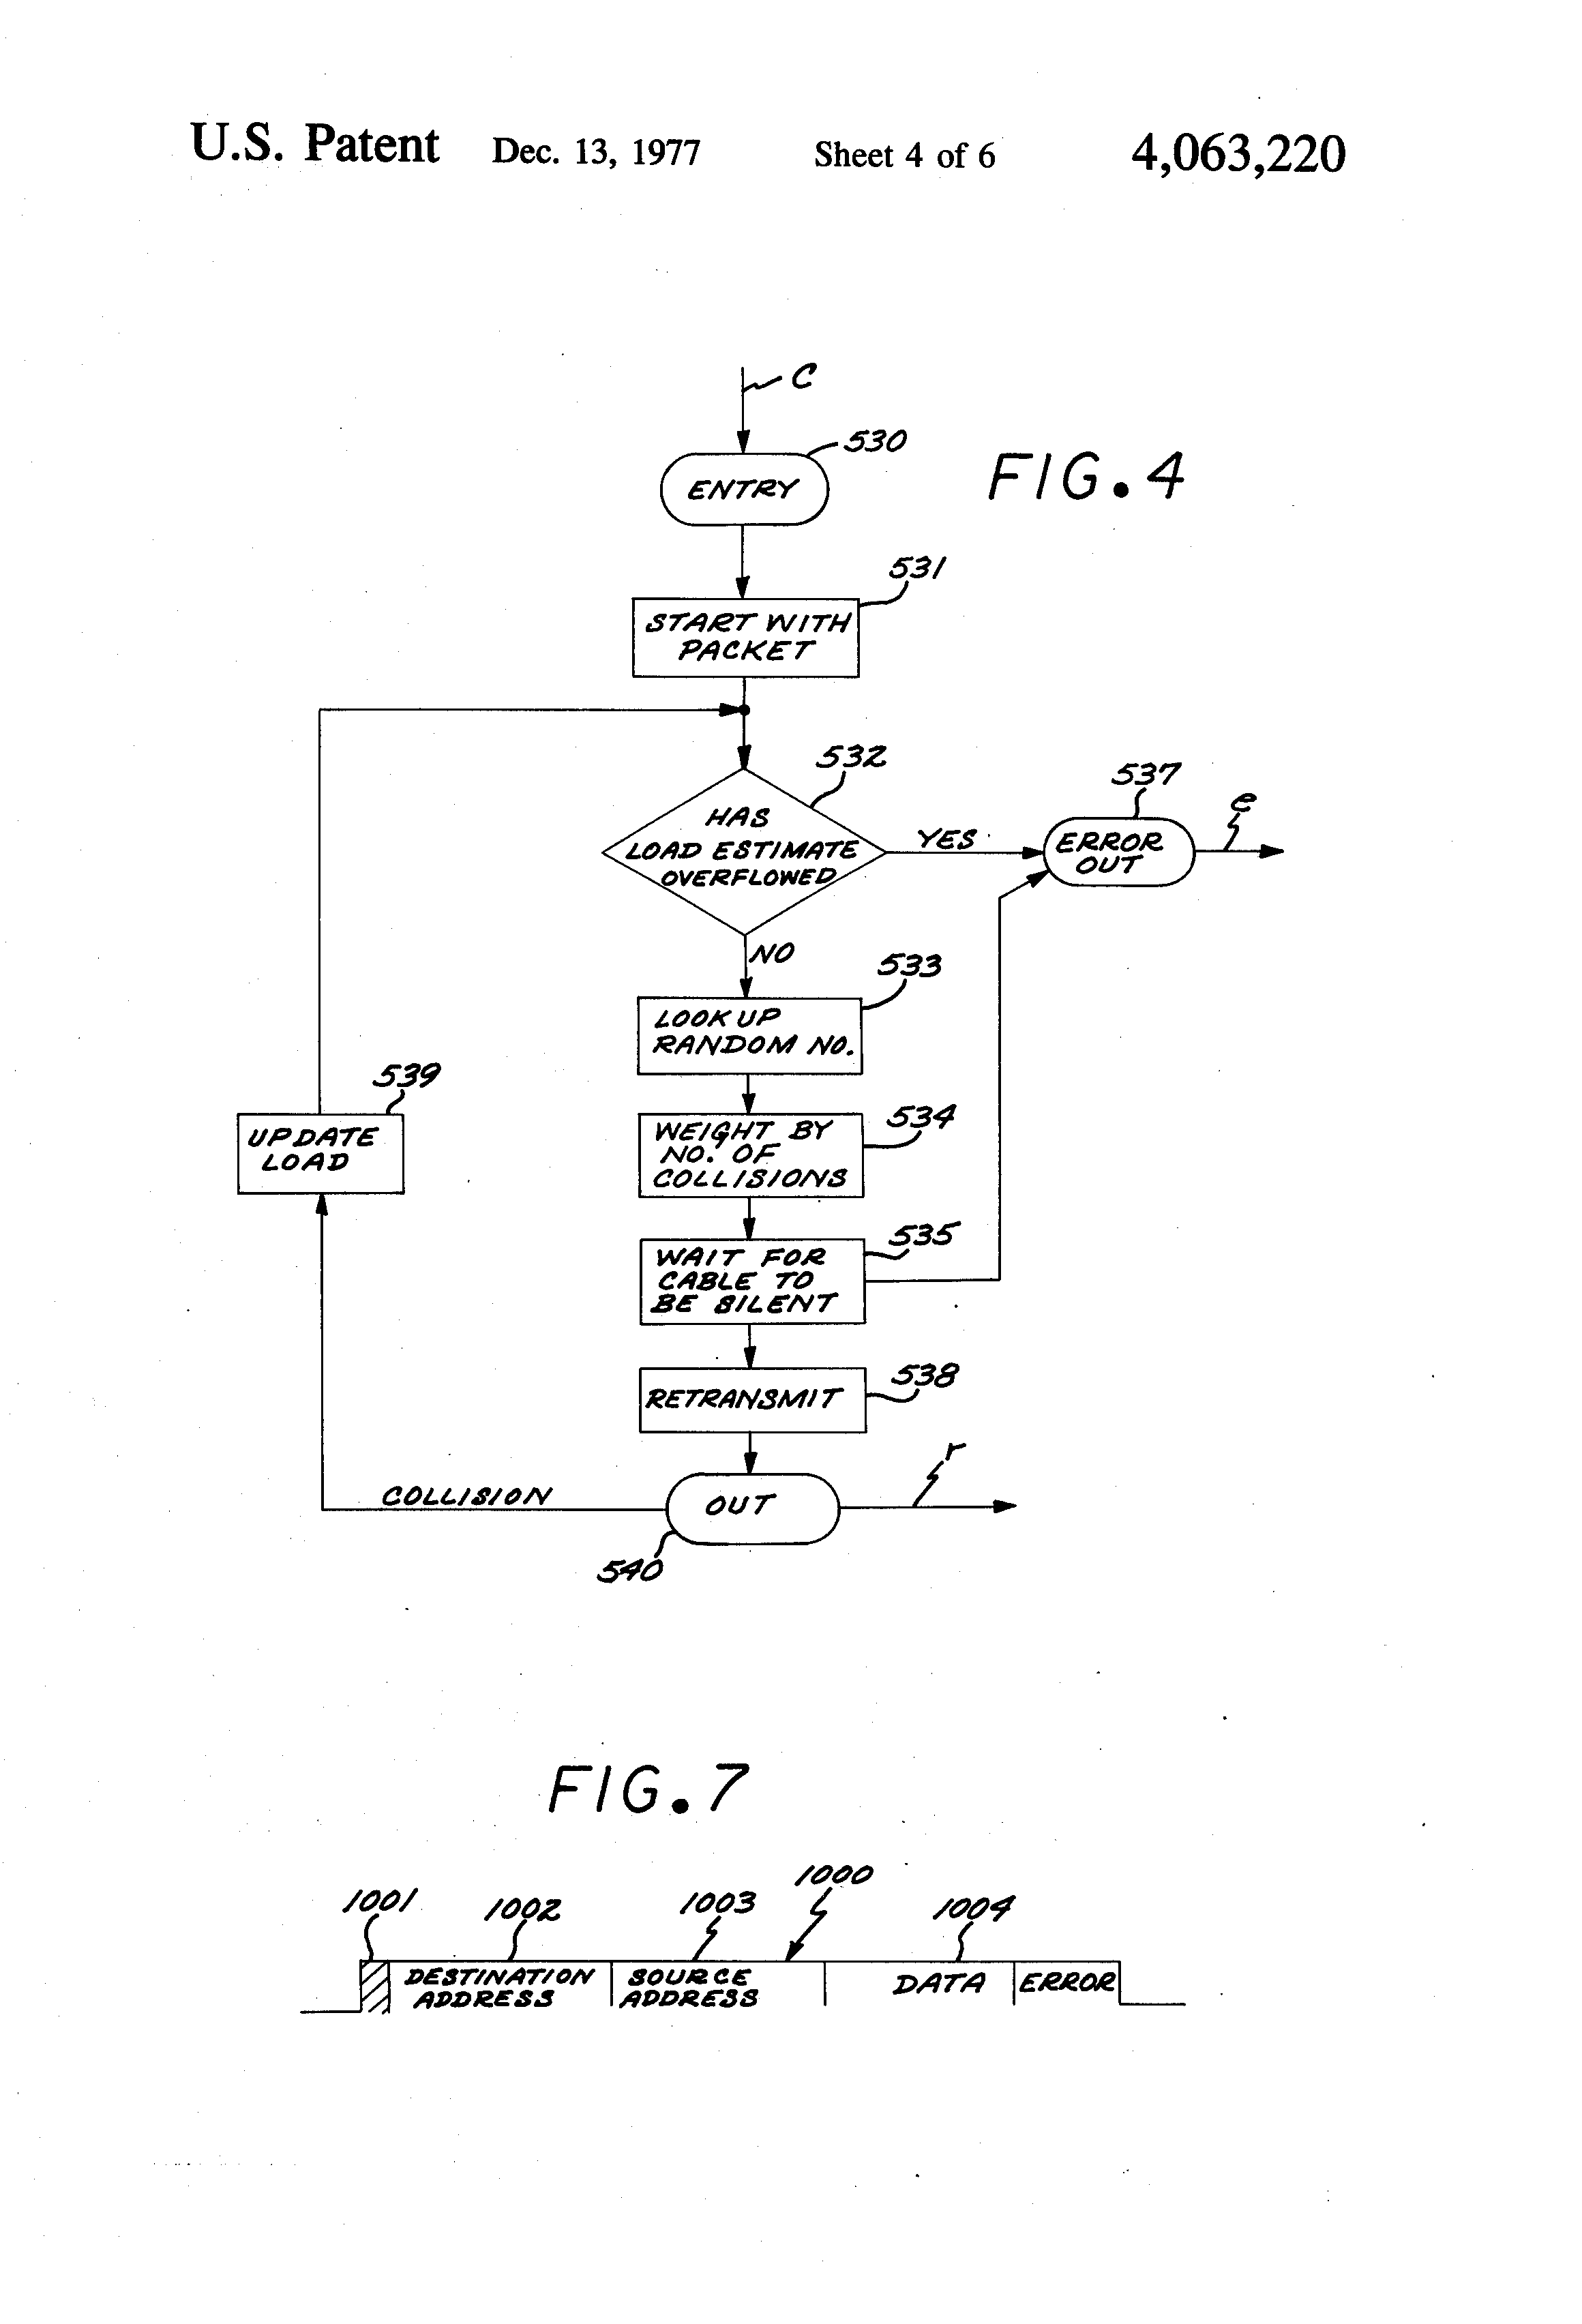 U.S. Patent Dec. 13, 1977 Sheet 4 of 6 4,063,220
C
530
ENTRY
FIG. 4
531
START WITH
PACKET
532
HAS
LOAD ESTIMATE
OVERFLOWED
YES
537
ERROR
OUT
e
NO
533
LOOK UP
RANDOM NO.
539
UPDATE
LOAD
534
WEIGHT BY
NO. OF
COLLISIONS
535
WAIT FOR
CABLE TO
BE SILENT
538
RETRANSMIT
r
COLLISION
OUT
540
FIG. 7
1001
1002
1003
1000
1004
DESTINATION
ADDRESS
SOURCE
ADDRESS
DATA
ERROR